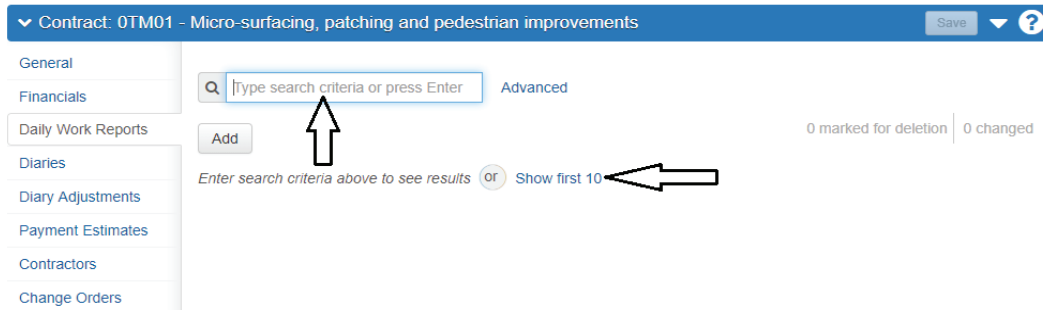 Contract: 0TM01 - Micro-surfacing, patching and pedestrian improvements
Save
?
General
Financials
Daily Work Reports
Diaries
Diary Adjustments
Payment Estimates
Contractors
Change Orders
Type search criteria or press Enter
Advanced
Add
0 marked for deletion
0 changed
Enter search criteria above to see results or Show first 10